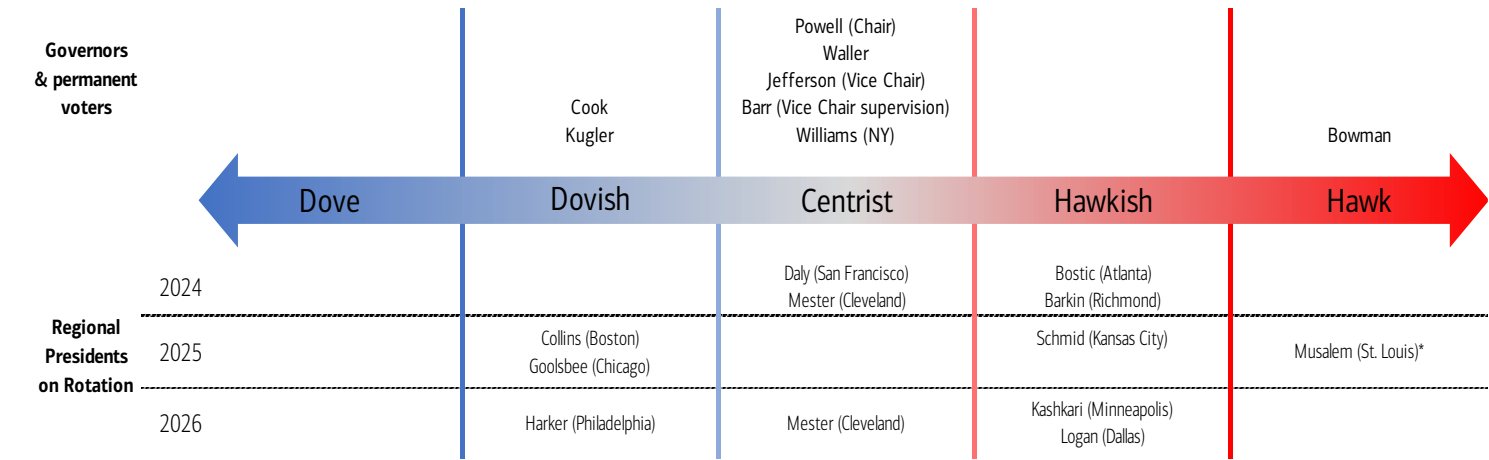 Governors
& permanent
voters
Cook
Kugler
Powell (Chair)
Waller
Jefferson (Vice Chair)
Barr (Vice Chair supervision)
Williams (NY)
Bowman
Dove
Dovish
Centrist
Hawkish
Hawk
Regional
Presidents
on Rotation
2024
Daly (San Francisco)
Mester (Cleveland)
Bostic (Atlanta)
Barkin (Richmond)
2025
Collins (Boston)
Goolsbee (Chicago)
Schmid (Kansas City)
Musalem (St. Louis)*
2026
Harker (Philadelphia)
Mester (Cleveland)
Kashkari (Minneapolis)
Logan (Dallas)